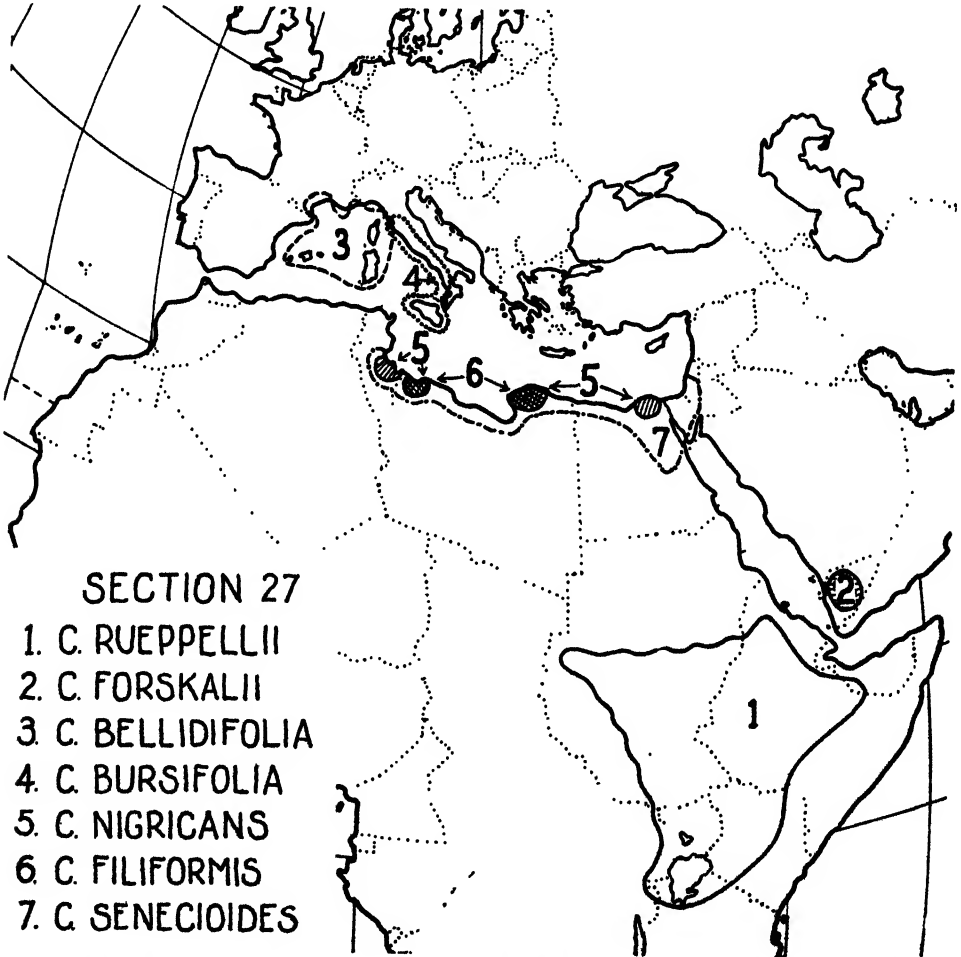 3
4
5
6
5
7
2
1
SECTION 27
1. C. RUEPPELLII
2. C. FORSKALII
3. C. BELLIDIFOLIA
4. C. BURSIFOLIA
5. C. NIGRICANS
6. C. FILIFORMIS
7. C. SENECIOIDES